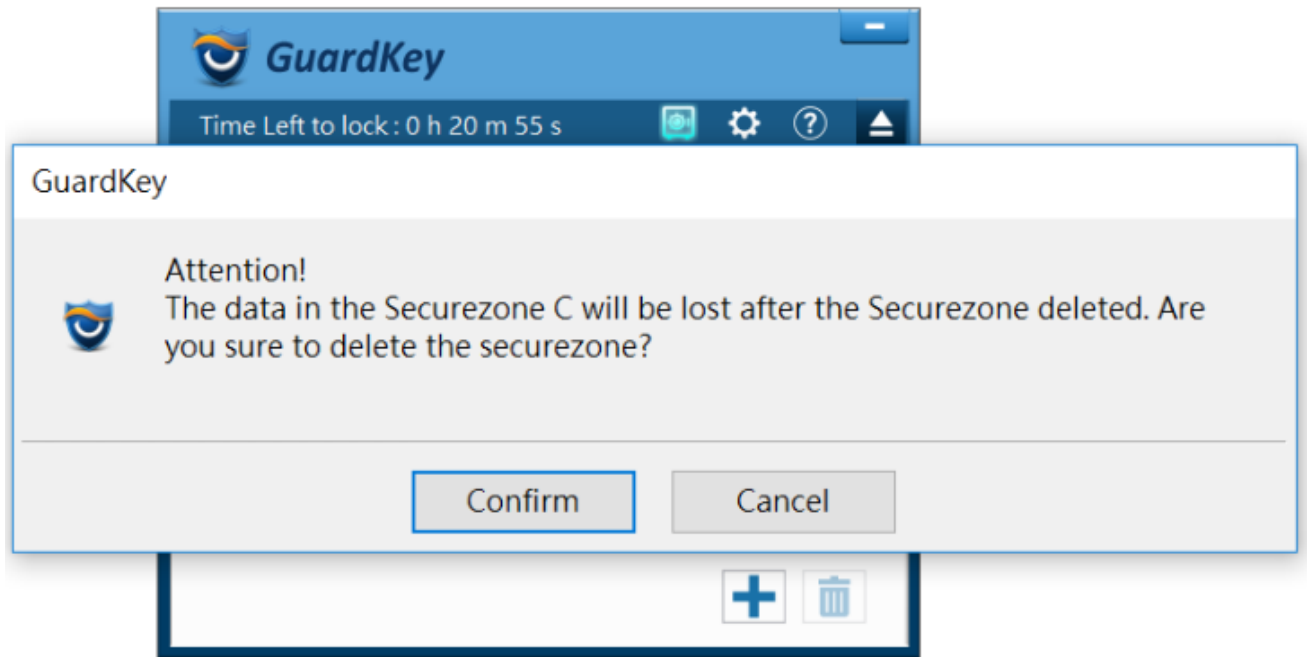 GuardKey
Time Left to lock : 0 h 20 m 55 s
?
GuardKey
Attention!
The data in the Securezone C will be lost after the Securezone deleted. Are
you sure to delete the securezone?
Confirm
Cancel